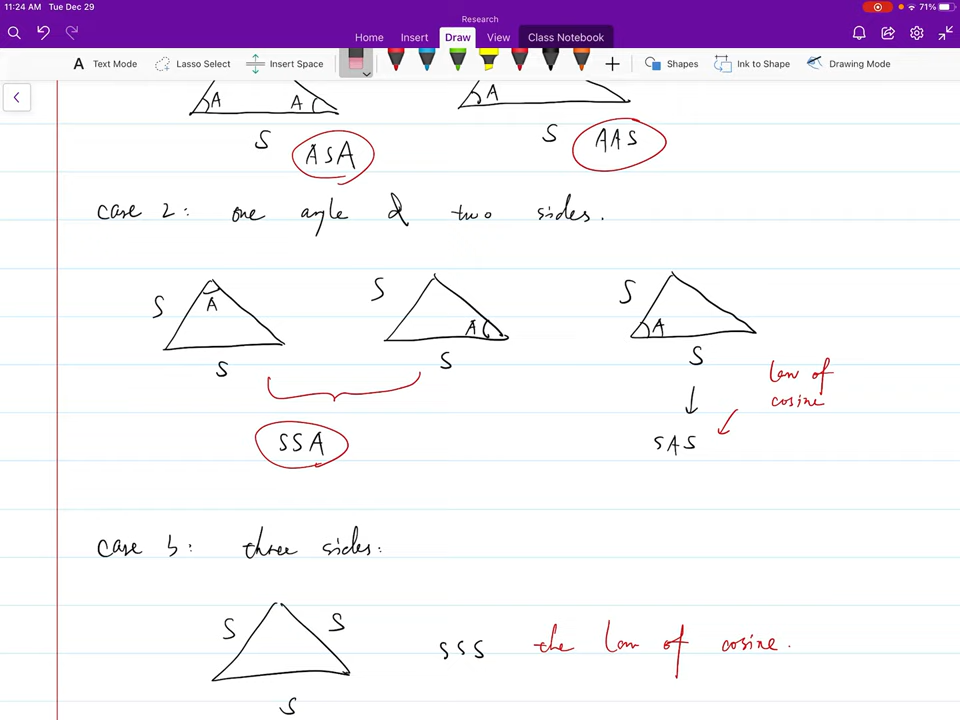 11:24 AM Tue Dec 29
71%
Research
Home Insert Draw View Class Notebook
Text Mode Lasso Select Insert Space Shapes Ink to Shape Drawing Mode
A A A
S S
ASA AAS
case 2: one angle & two sides.
S A S A S A
S S S
law of
cosine
SSA SAS
case 3: three sides:
S S
SSS the law of cosine.
S